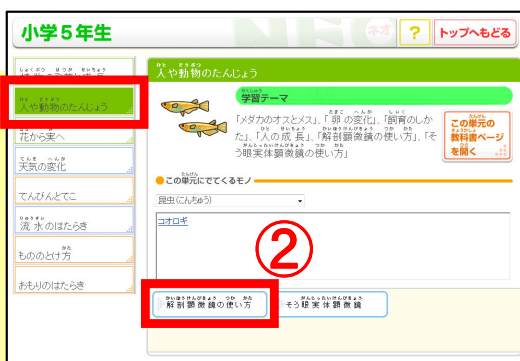 小学5年生
?
トップへもどる
人や動物のたんじょう
花から実へ
天気の変化
てんびんとてこ
流水のはたらき
もののとけ方
おもりのはたらき
人や動物のたんじょう
学習テーマ
「メダカのオスとメス」、「卵の変化」、「飼育のしか
た」、「人の成長」、「解剖顕微鏡の使い方」、「そ
う眼実体顕微鏡の使い方」
この単元の
教科書ページ
を開く
この単元にでてくるモノ
昆虫(こんちゅう)
コオロギ
②
解剖顕微鏡の使い方
そう眼実体顕微鏡